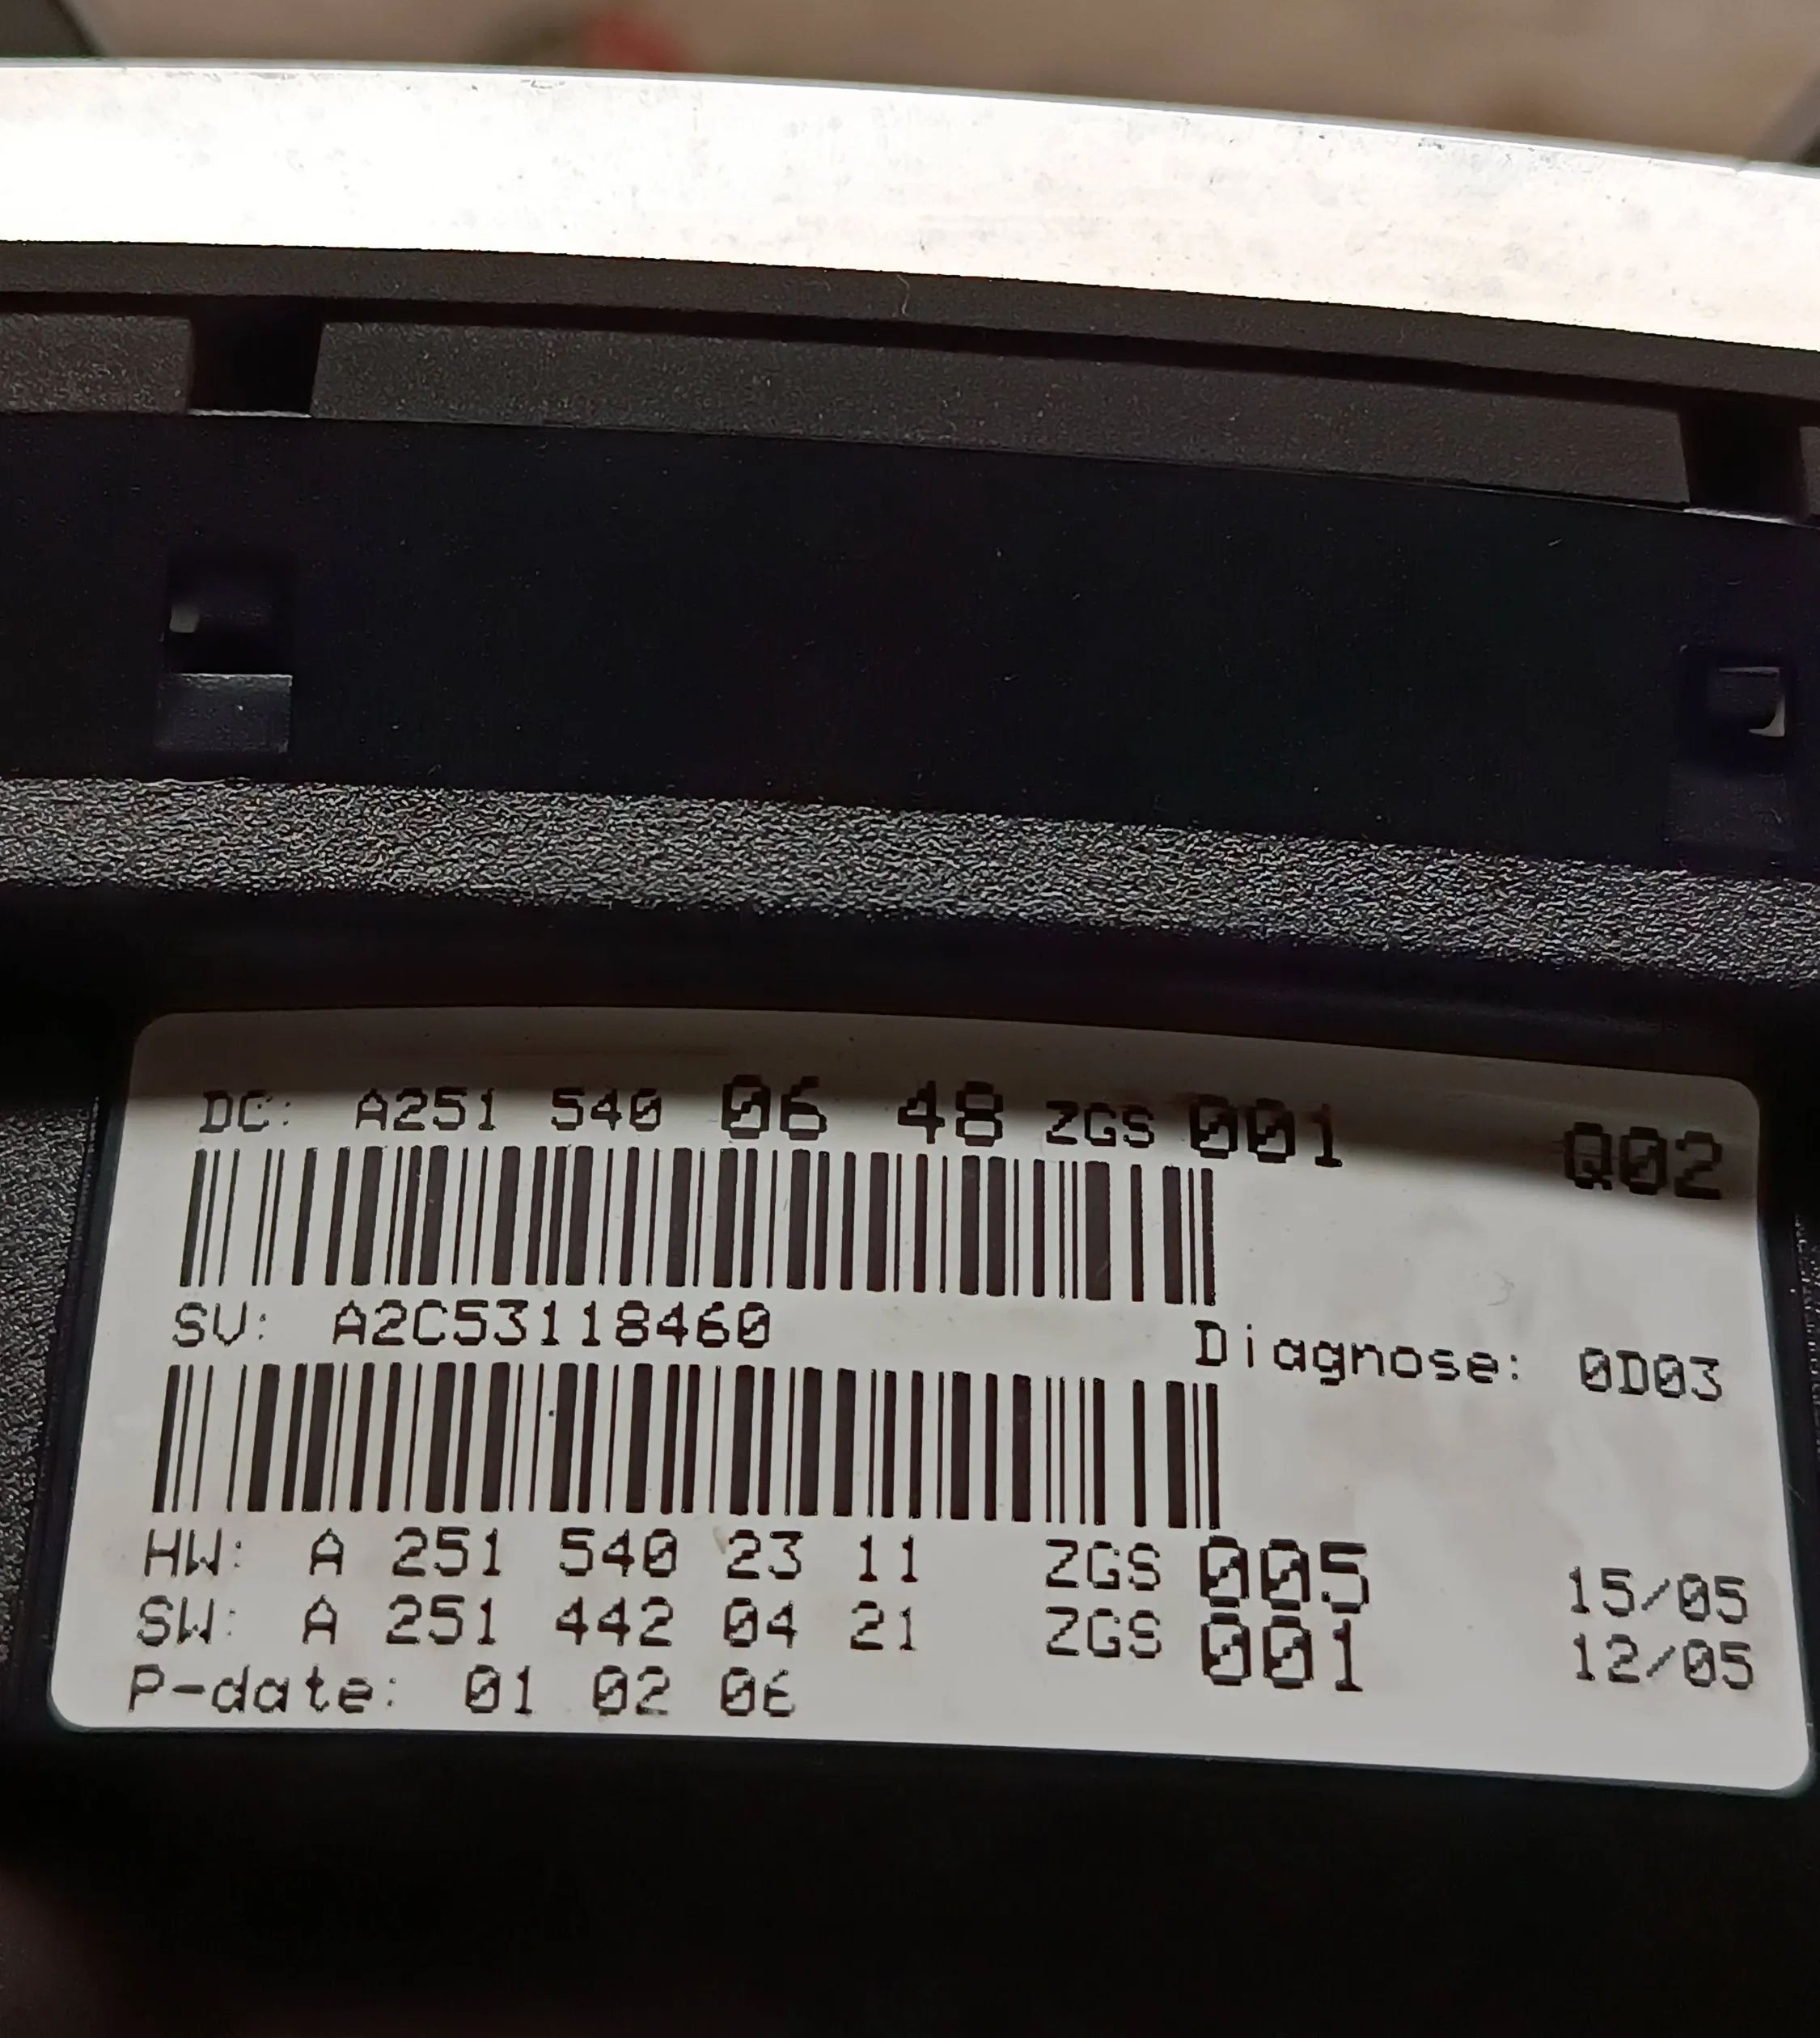 DC: A251 540 06 48 ZGS 001 Q02
SV: A2C53118460
Diagnose: 0D03
HW: A 251 540 23 11 ZGS 005 15/05
SW: A 251 442 04 21 ZGS 001 12/05
P-date: 01 02 06